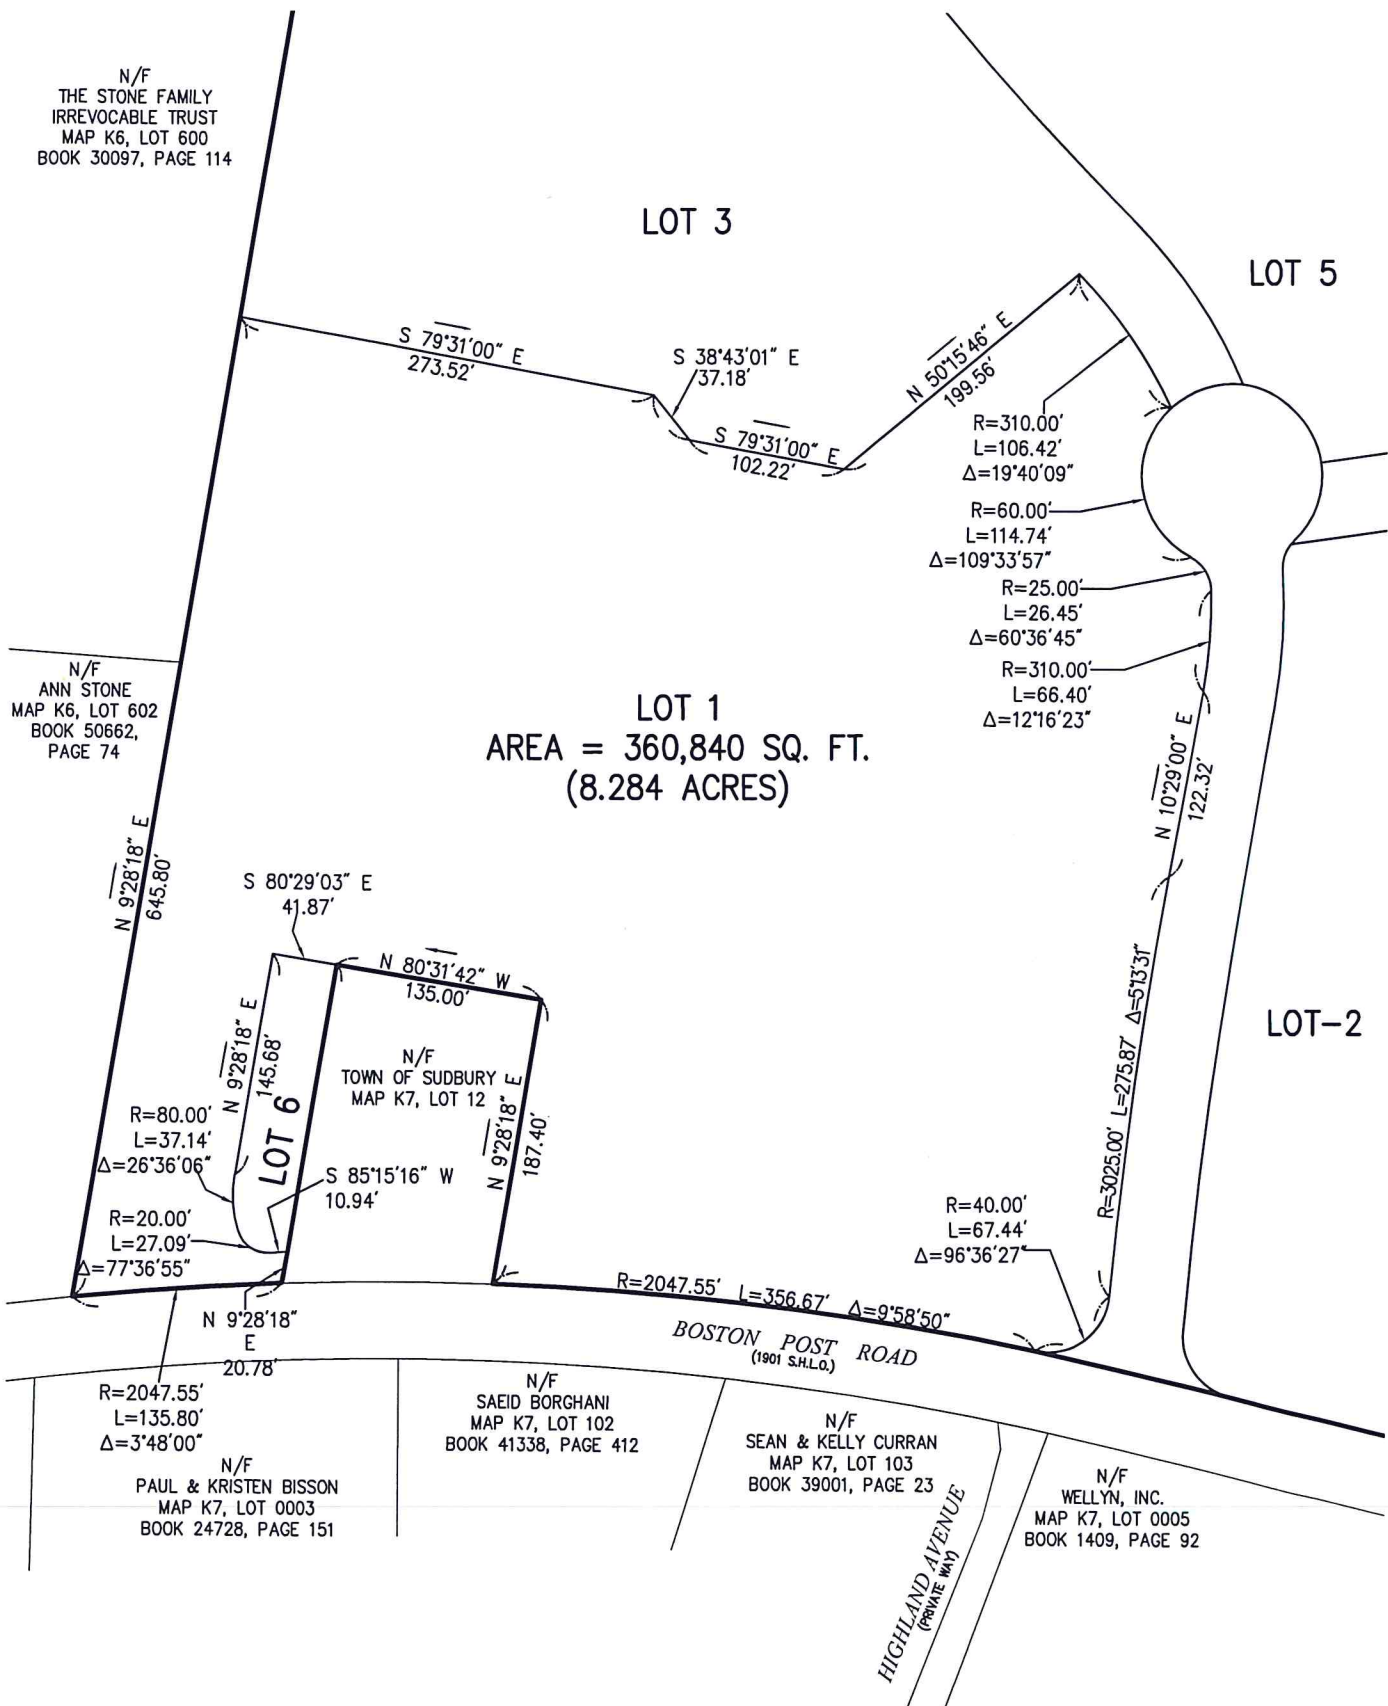 N/F
THE STONE FAMILY
IRREVOCABLE TRUST
MAP K6, LOT 600
BOOK 30097, PAGE 114
LOT 3
LOT 5
S 79°31'00" E
273.52'
S 38°43'01" E
37.18'
S 79°31'00" E
102.22'
N 50°15'46" E
199.56'
R=310.00'
L=106.42'
Δ=19°40'09"
R=60.00'
L=114.74'
Δ=109°33'57"
R=25.00'
L=26.45'
Δ=60°36'45"
R=310.00'
L=66.40'
Δ=12°16'23"
N/F
ANN STONE
MAP K6, LOT 602
BOOK 50662,
PAGE 74
LOT 1
AREA = 360,840 SQ. FT.
(8.284 ACRES)
N 10°29'00" E
122.32'
N 9°28'18" E
645.80'
S 80°29'03" E
41.87'
N 80°31'42" W
135.00'
N 9°28'18" E
145.68'
LOT 6
N/F
TOWN OF SUDBURY
MAP K7, LOT 12
N 9°28'18" E
187.40'
R=3025.00' L=275.87' Δ=5°13'31"
LOT-2
R=80.00'
L=37.14'
Δ=26°36'06"
S 85°15'16" W
10.94'
R=20.00'
L=27.09'
Δ=77°36'55"
R=40.00'
L=67.44'
Δ=96°36'27"
R=2047.55' L=356.67' Δ=9°58'50"
N 9°28'18"
E
20.78'
BOSTON POST ROAD
(1901 S.H.L.O.)
R=2047.55'
L=135.80'
Δ=3°48'00"
N/F
PAUL & KRISTEN BISSON
MAP K7, LOT 0003
BOOK 24728, PAGE 151
N/F
SAEID BORGHANI
MAP K7, LOT 102
BOOK 41338, PAGE 412
N/F
SEAN & KELLY CURRAN
MAP K7, LOT 103
BOOK 39001, PAGE 23
HIGHLAND AVENUE
(PRIVATE WAY)
N/F
WELLYN, INC.
MAP K7, LOT 0005
BOOK 1409, PAGE 92